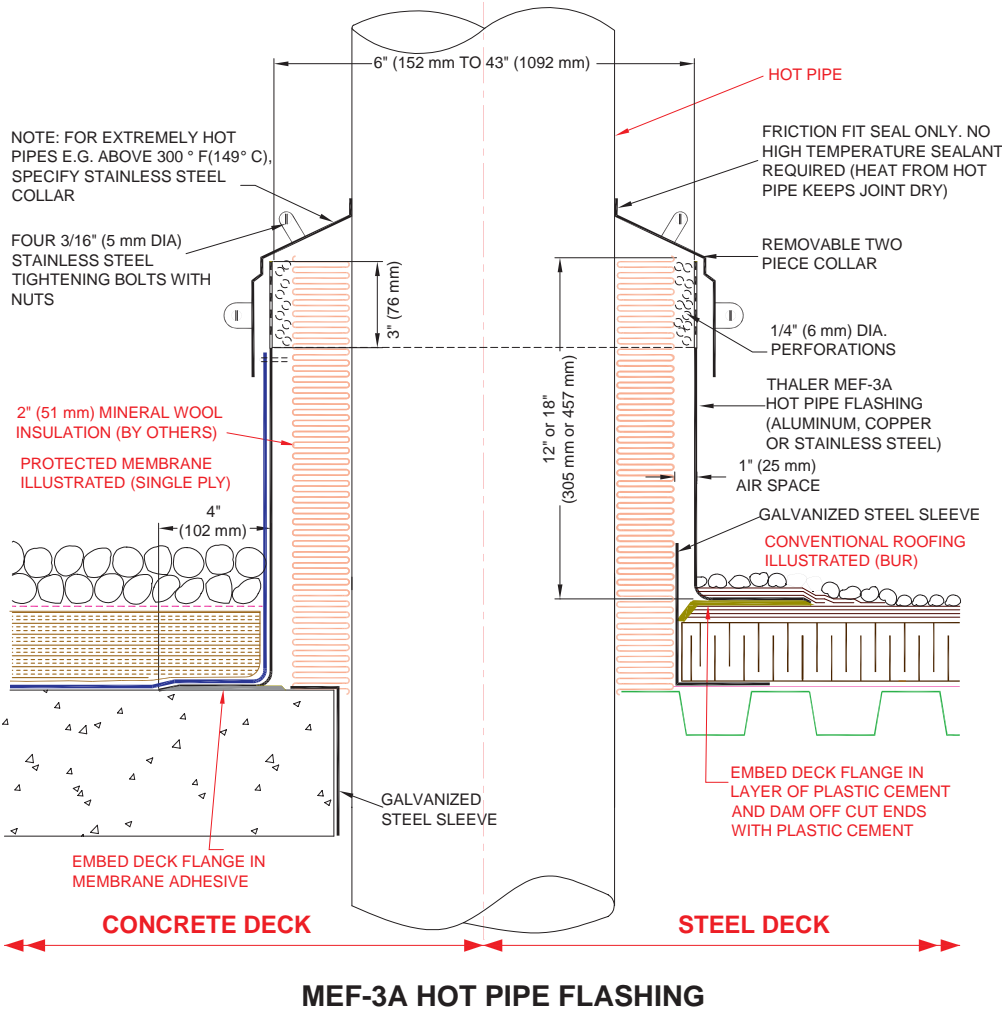 6" (152 mm TO 43" (1092 mm)
HOT PIPE
NOTE: FOR EXTREMELY HOT
PIPES E.G. ABOVE 300 ° F(149° C),
SPECIFY STAINLESS STEEL
COLLAR
FRICTION FIT SEAL ONLY. NO
HIGH TEMPERATURE SEALANT
REQUIRED (HEAT FROM HOT
PIPE KEEPS JOINT DRY)
FOUR 3/16" (5 mm DIA)
STAINLESS STEEL
TIGHTENING BOLTS WITH
NUTS
REMOVABLE TWO
PIECE COLLAR
3" (76 mm)
1/4" (6 mm) DIA.
PERFORATIONS
12" or 18"
(305 mm or 457 mm)
THALER MEF-3A
HOT PIPE FLASHING
(ALUMINUM, COPPER
OR STAINLESS STEEL)
2" (51 mm) MINERAL WOOL
INSULATION (BY OTHERS)
PROTECTED MEMBRANE
ILLUSTRATED (SINGLE PLY)
1" (25 mm)
AIR SPACE
4"
(102 mm)
GALVANIZED STEEL SLEEVE
CONVENTIONAL ROOFING
ILLUSTRATED (BUR)
GALVANIZED
STEEL SLEEVE
EMBED DECK FLANGE IN
LAYER OF PLASTIC CEMENT
AND DAM OFF CUT ENDS
WITH PLASTIC CEMENT
EMBED DECK FLANGE IN
MEMBRANE ADHESIVE
CONCRETE DECK
STEEL DECK
MEF-3A HOT PIPE FLASHING